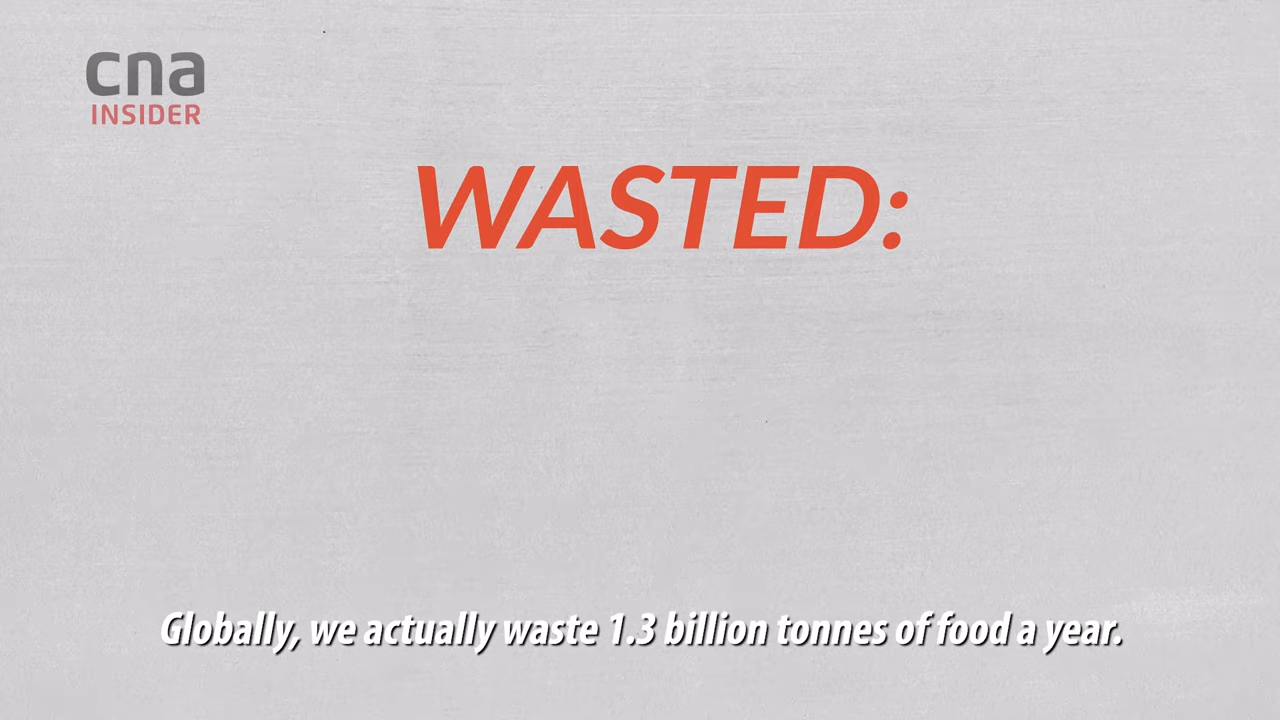 cna
INSIDER
WASTED:
Globally, we actually waste 1.3 billion tonnes of food a year.